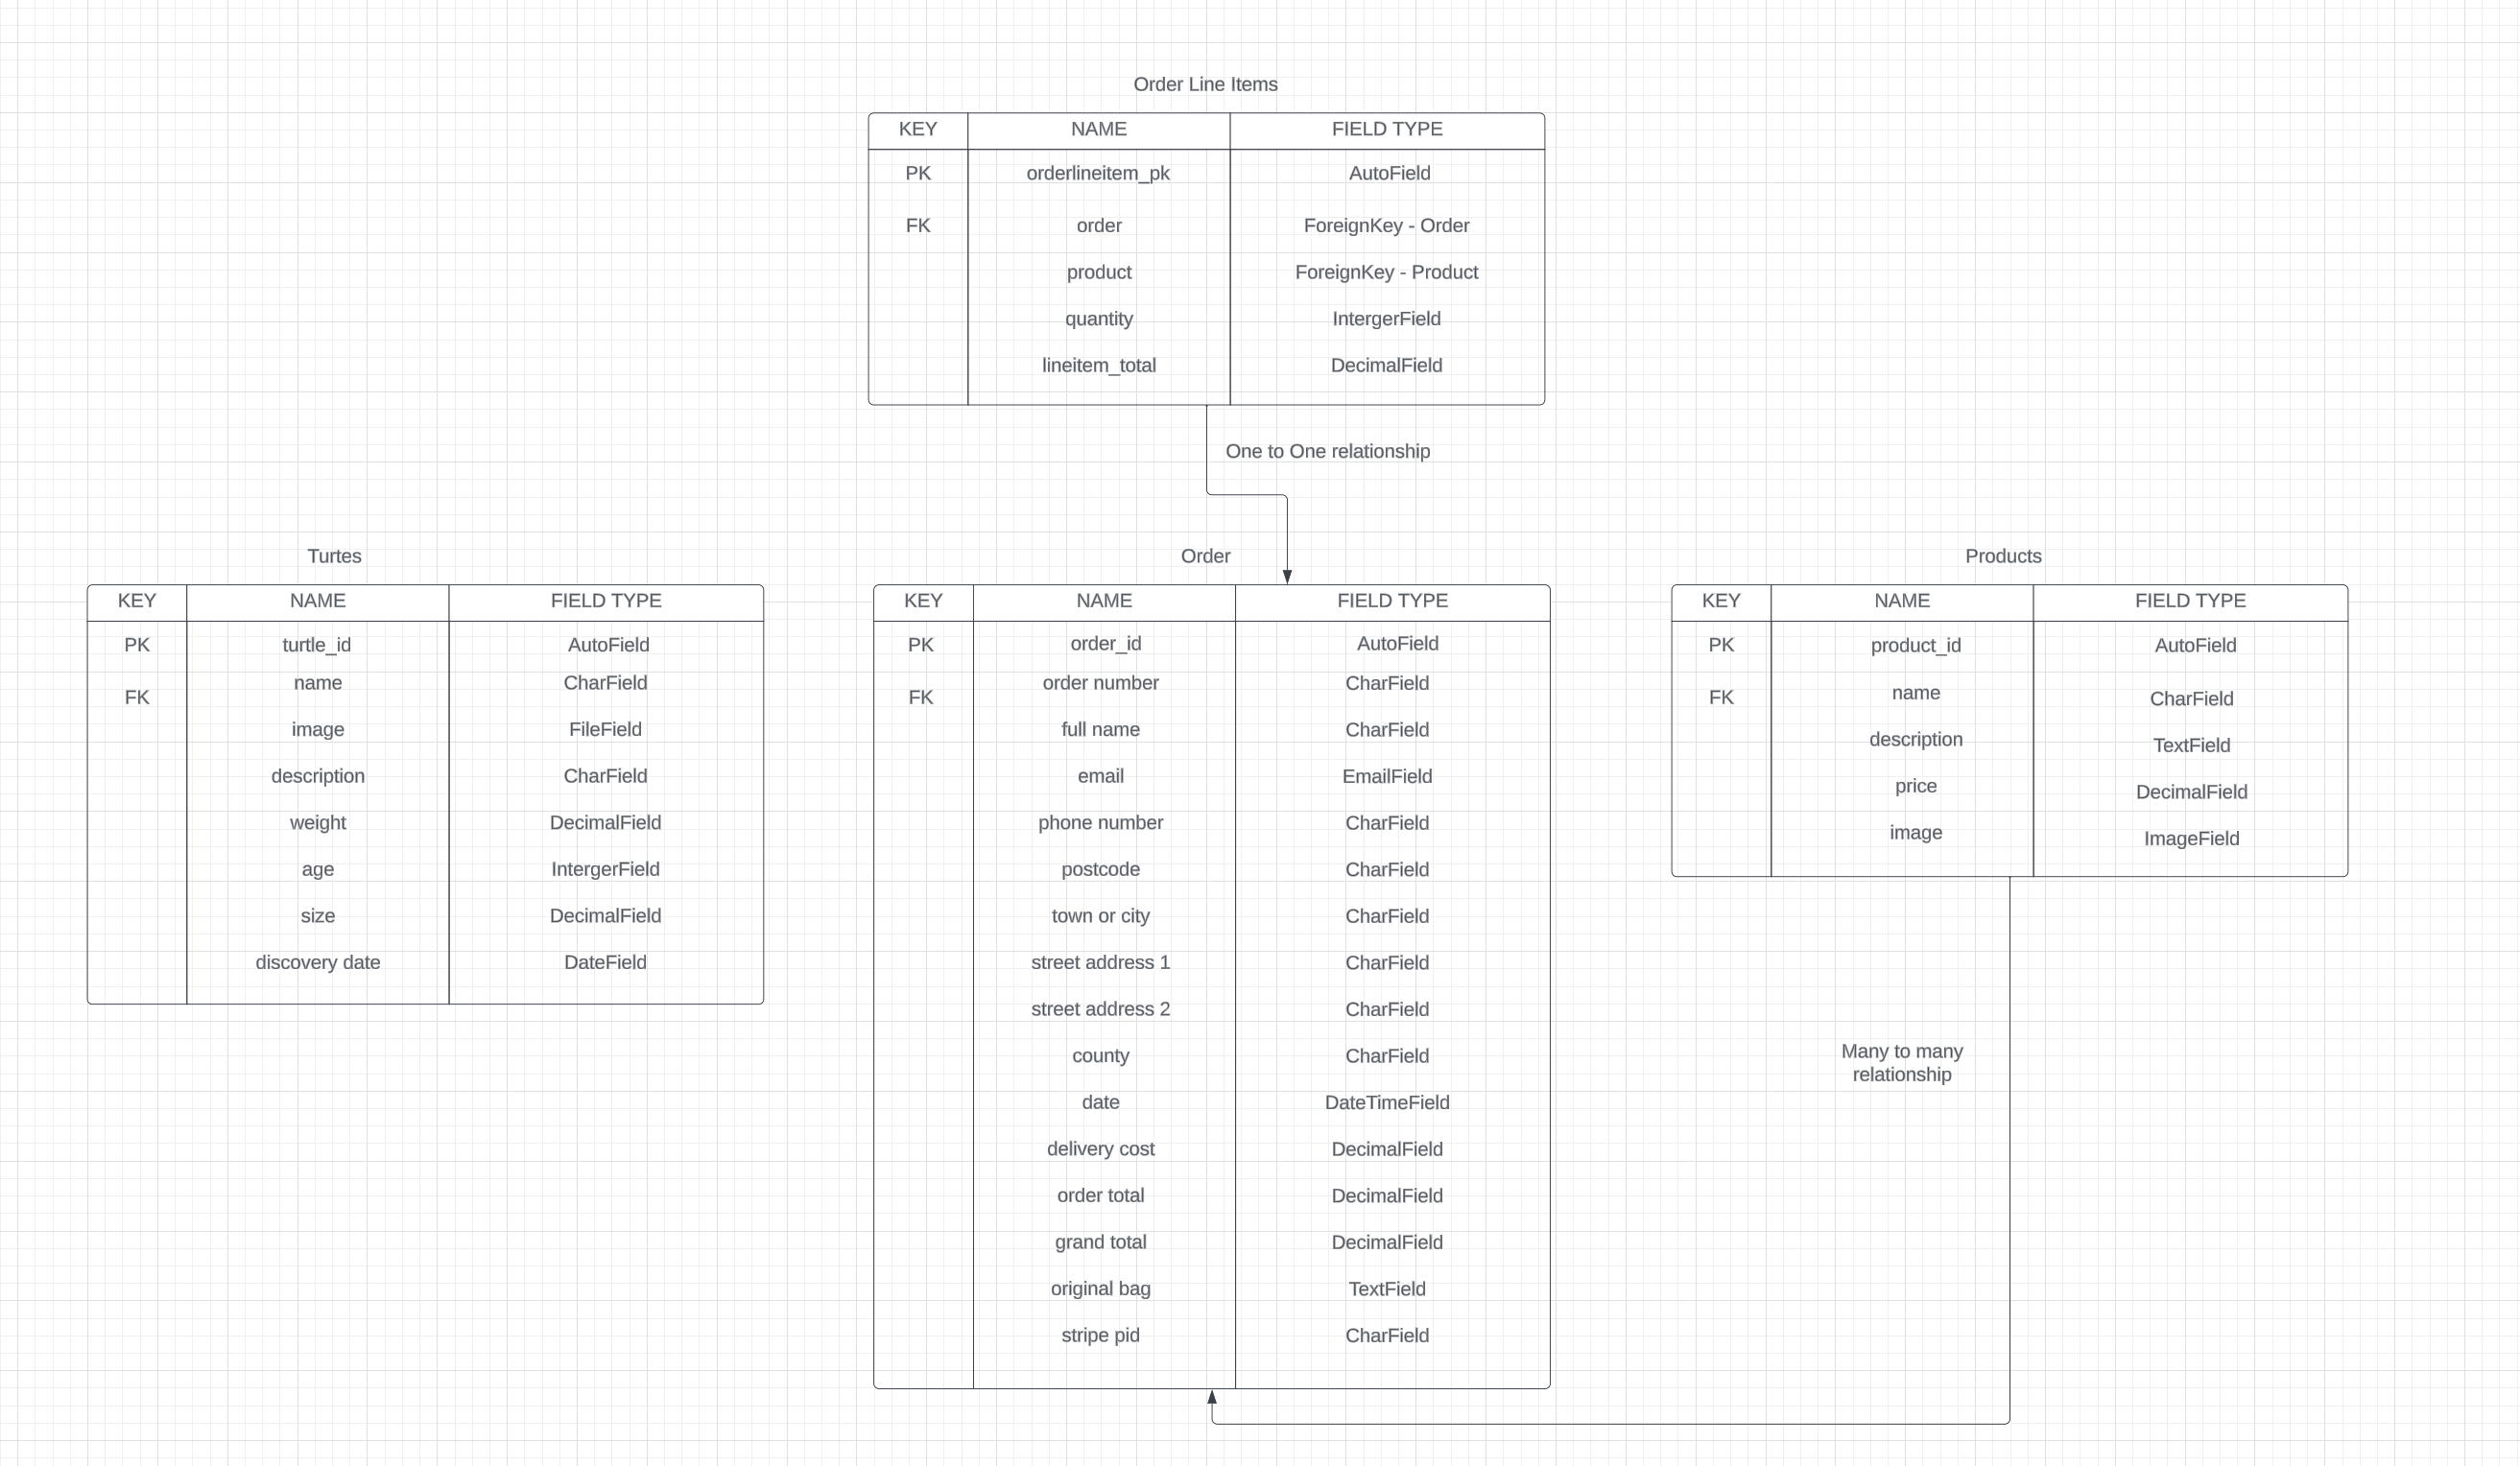 Order Line Items
KEY NAME FIELD TYPE
PK orderlineitem_pk AutoField
FK order ForeignKey - Order
product ForeignKey - Product
quantity IntergerField
lineitem_total DecimalField
One to One relationship
Turtes
KEY NAME FIELD TYPE
PK turtle_id AutoField
name CharField
FK
image FileField
description CharField
weight DecimalField
age IntergerField
size DecimalField
discovery date DateField
Order
KEY NAME FIELD TYPE
PK order_id AutoField
order number CharField
FK
full name CharField
email EmailField
phone number CharField
postcode CharField
town or city CharField
street address 1 CharField
street address 2 CharField
county CharField
date DateTimeField
delivery cost DecimalField
order total DecimalField
grand total DecimalField
original bag TextField
stripe pid CharField
Products
KEY NAME FIELD TYPE
PK product_id AutoField
FK name CharField
description TextField
price DecimalField
image ImageField
Many to many
relationship